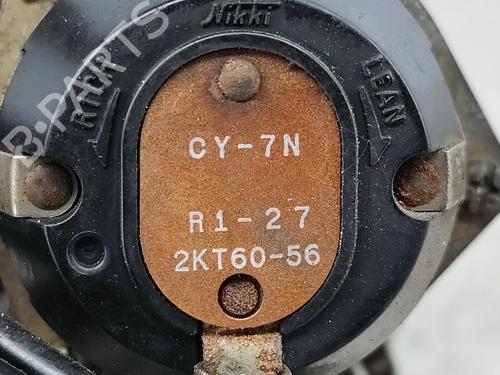 Nikki
RICH
LEAN
B-PARTS
CY-7N
R1-27
2KT60-56